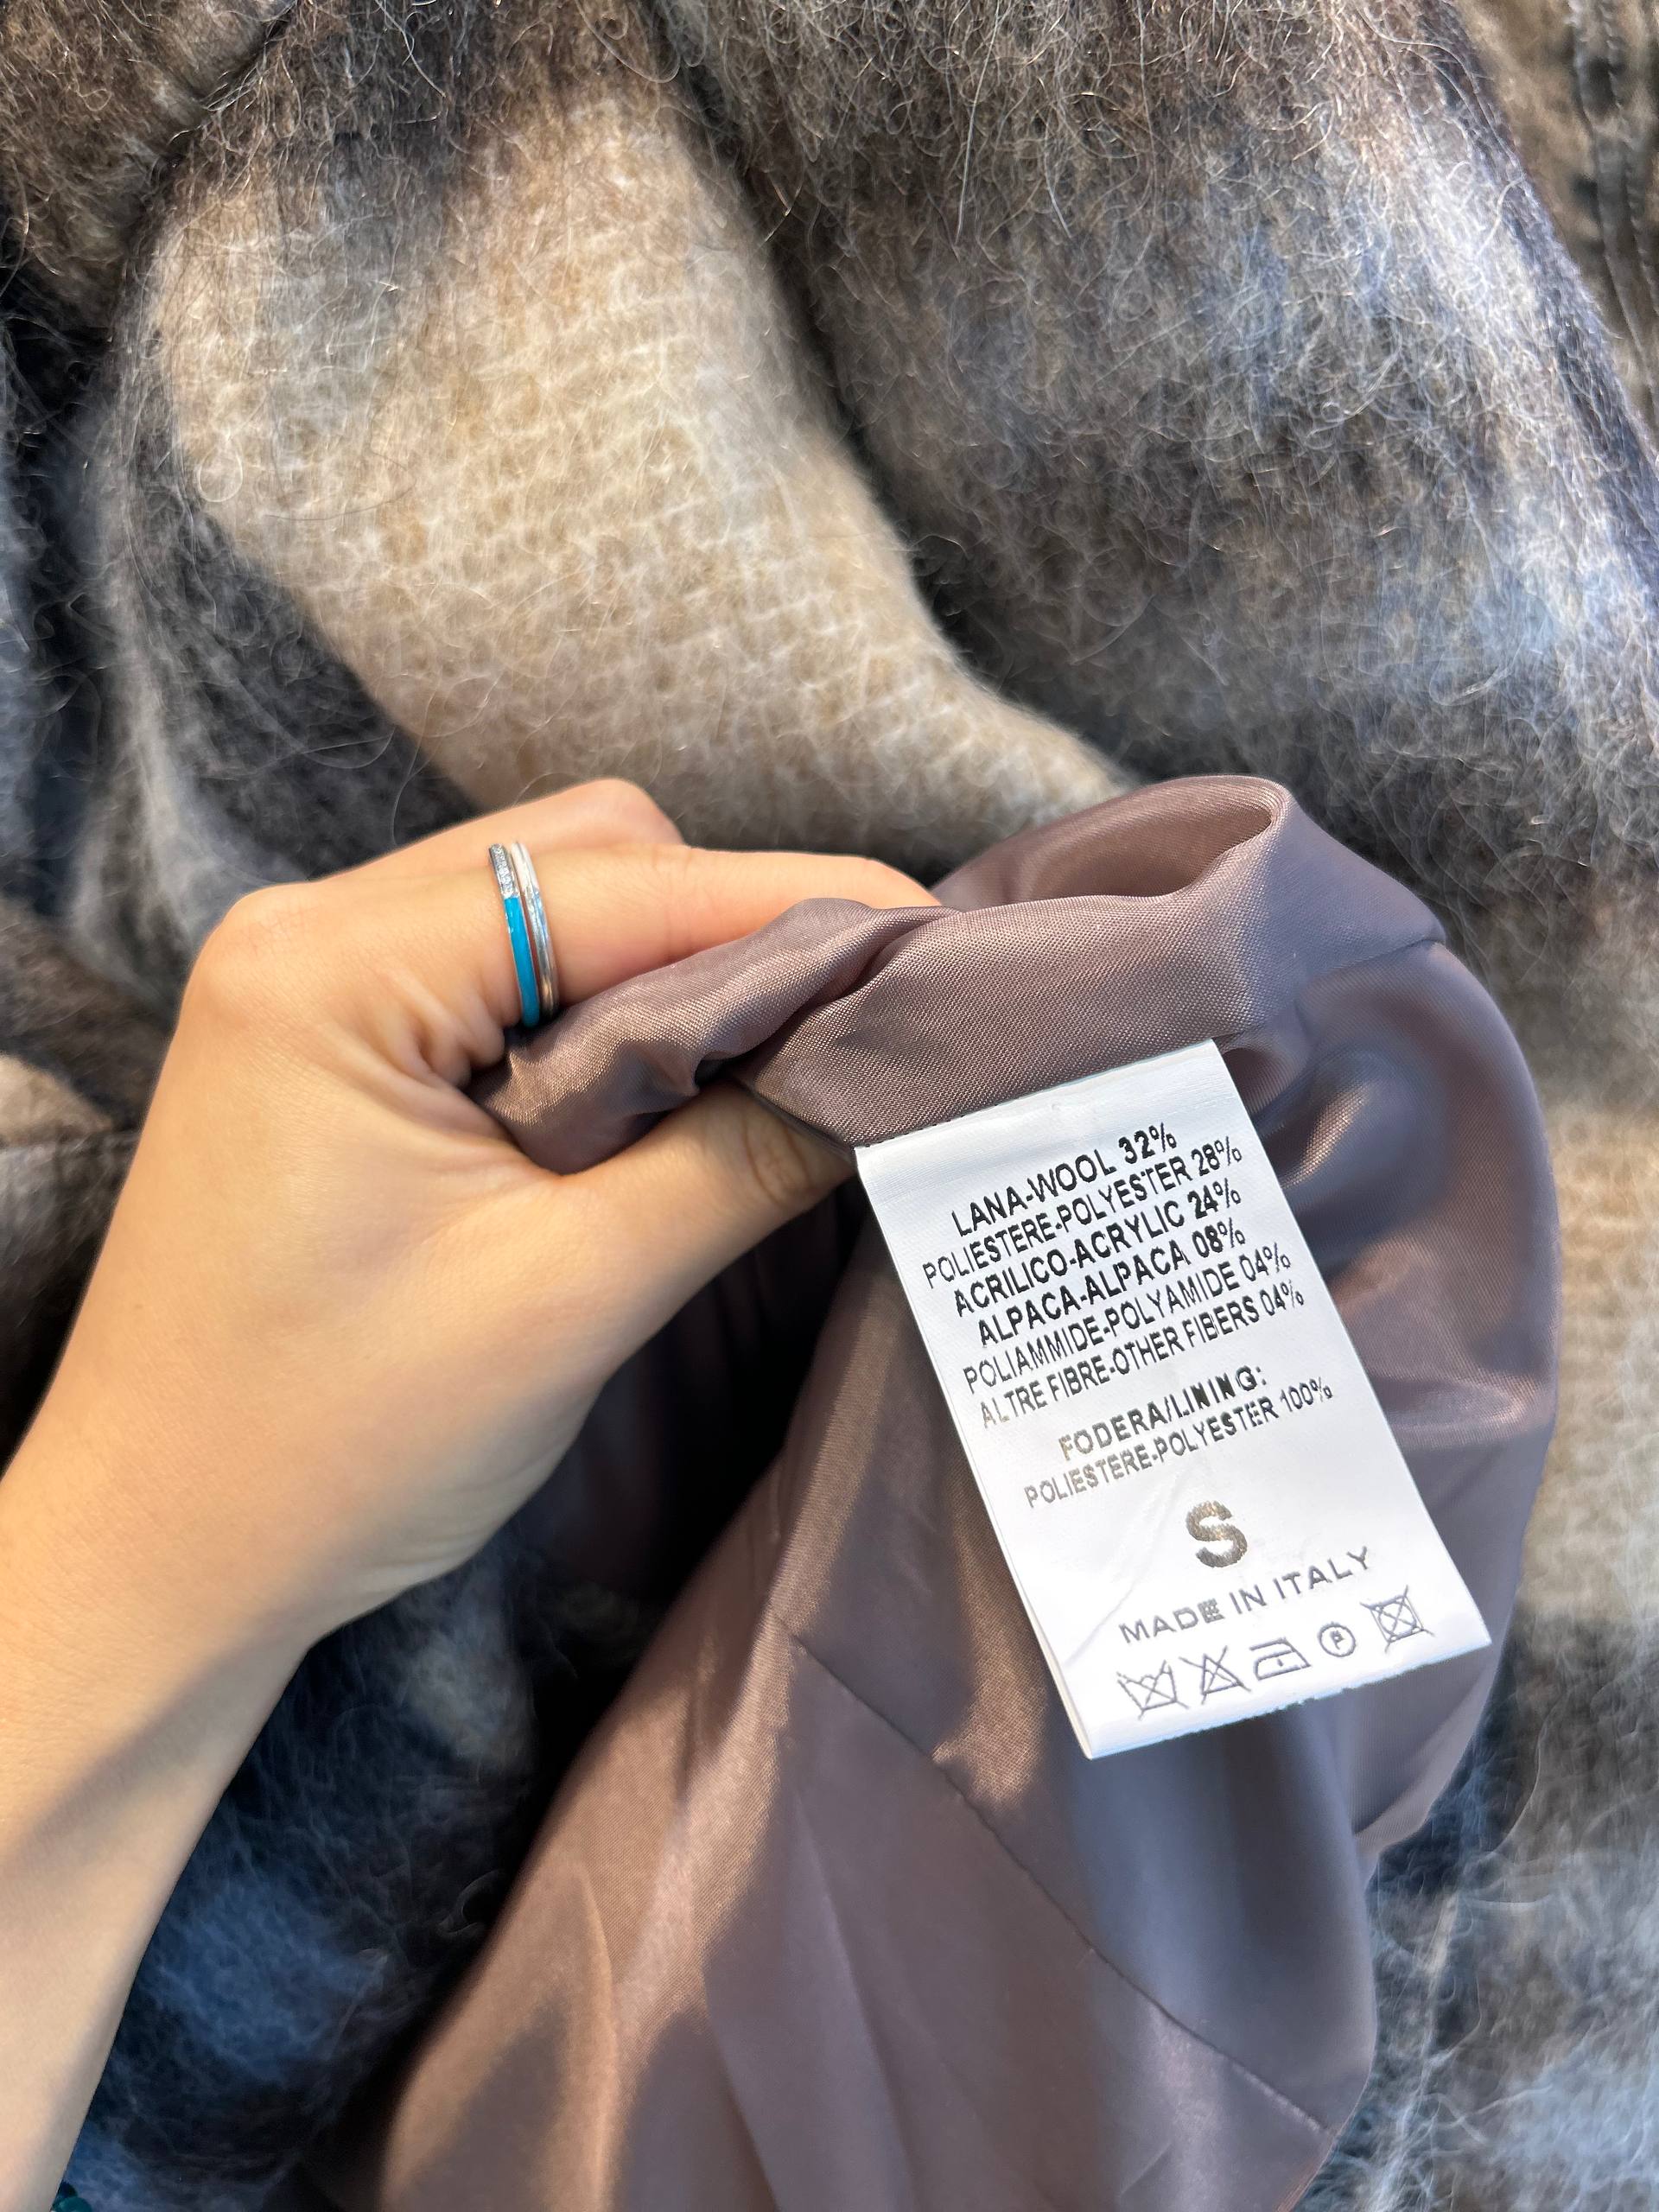 LANA-WOOL 32%
POLIESTERE-POLYESTER 28%
ACRILICO-ACRYLIC 24%
ALPACA-ALPACA 08%
POLIAMMIDE-POLYAMIDE 04%
ALTRE FIBRE-OTHER FIBERS 04%
FODERA/LINING:
POLIESTERE-POLYESTER 100%
S
MADE IN ITALY
P